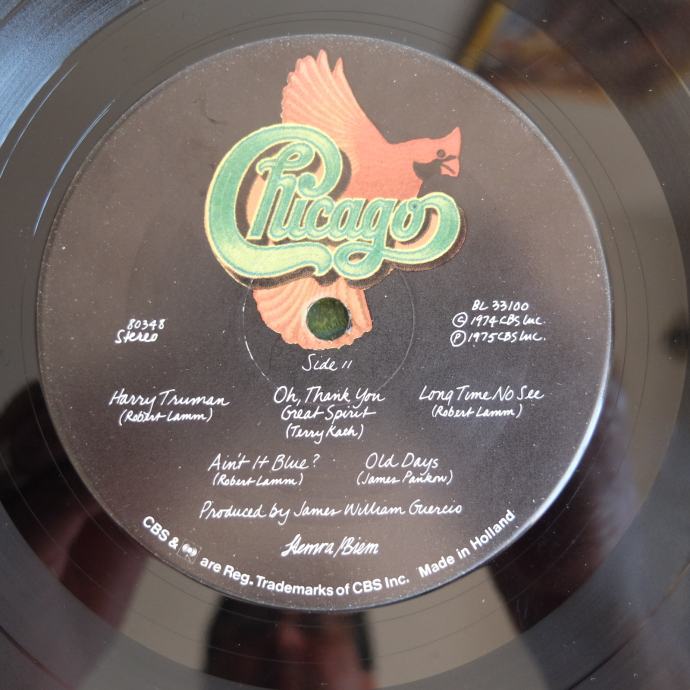 Chicago
80348
Stereo
BL 33100
© 1974 CBS Inc.
℗ 1975 CBS Inc.
Side II
Harry Truman
(Robert Lamm)
Oh, Thank You
Great Spirit
(Terry Kath)
Long Time No See
(Robert Lamm)
Ain't It Blue?
(Robert Lamm)
Old Days
(James Pankow)
Produced by James William Guercio
Stemra/Biem
CBS & are Reg. Trademarks of CBS Inc. Made in Holland